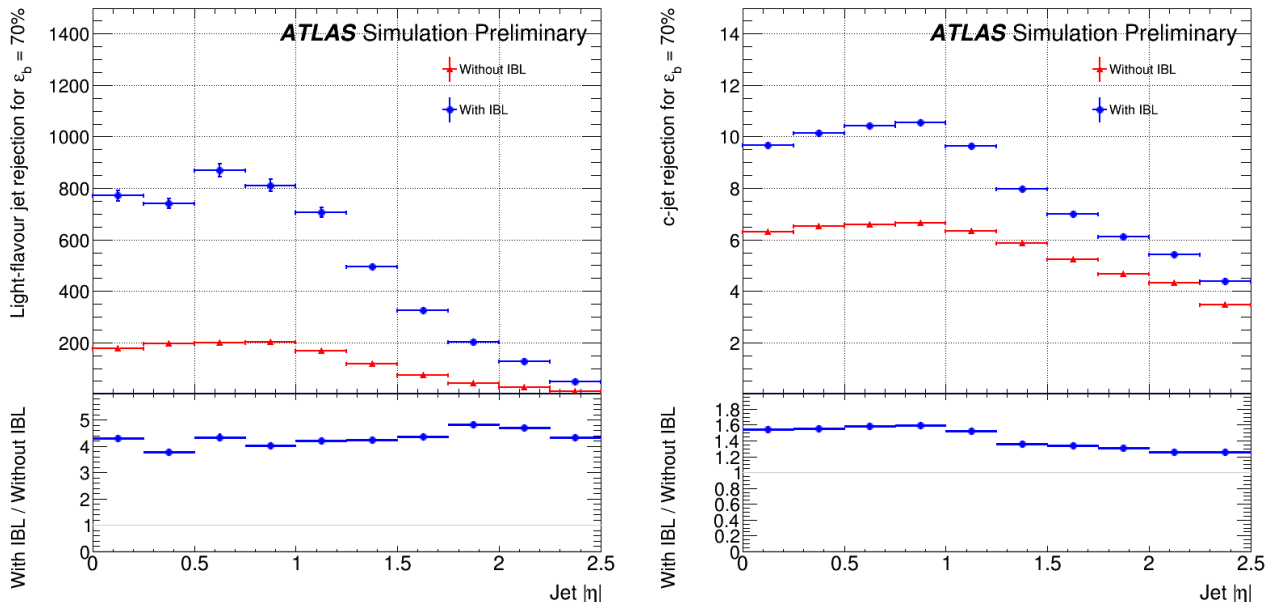 Light-flavour jet rejection for εb = 70%
1400
1200
1000
800
600
400
200
ATLAS Simulation Preliminary
Without IBL
With IBL
With IBL / Without IBL
5
4
3
2
1
0
0 0.5 1 1.5 2 2.5
Jet |η|
c-jet rejection for εb = 70%
14
12
10
8
6
4
2
ATLAS Simulation Preliminary
Without IBL
With IBL
With IBL / Without IBL
1.8
1.6
1.4
1.2
1
0.8
0.6
0.4
0.2
0
0 0.5 1 1.5 2 2.5
Jet |η|